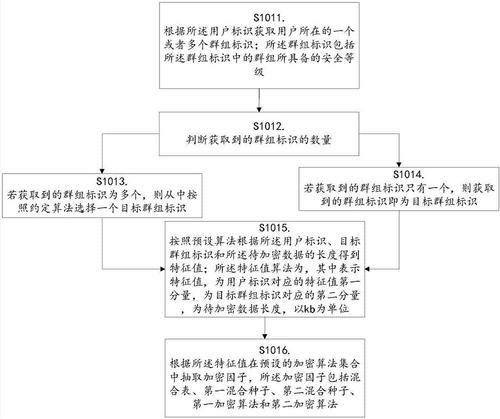 S1011.
根据所述用户标识获取用户所在的一个
或者多个群组标识；所述群组标识包括
所述群组标识中的群组所具备的安全等
级
S1012.
判断获取到的群组标识的数量
S1013.
若获取到的群组标识为多个，则从中按
照约定算法选择一个目标群组标识
S1014.
若获取到的群组标识只有一个，则获取到
的群组标识即为目标群组标识
S1015.
按照预设算法根据所述用户标识、目标
群组标识和所述待加密数据的长度得到
特征值；所述特征值算法为，其中表示
特征值，为用户标识对应的特征值第一
分量，为目标群组标识对应的第二分量
，为待加密数据长度，以kb为单位
S1016.
根据所述特征值在预设的加密算法集合
中抽取加密因子，所述加密因子包括混
合表、第一混合种子、第二混合种子、
第一加密算法和第二加密算法